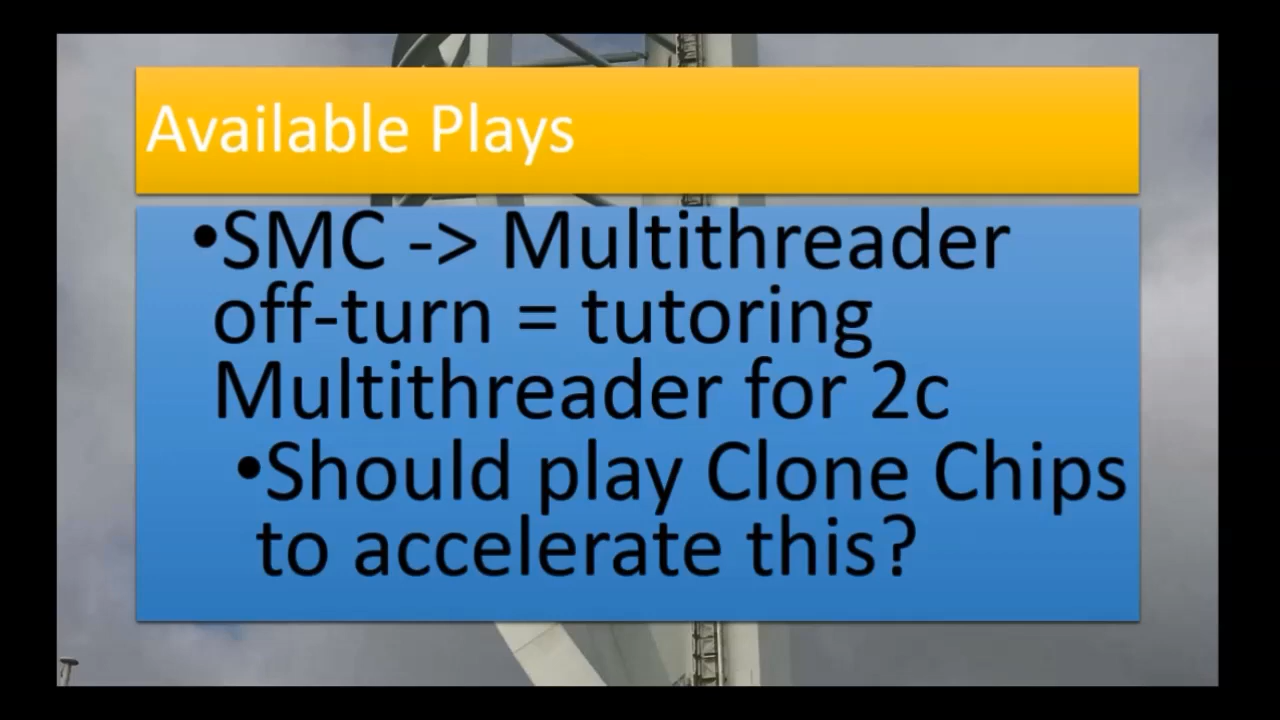 Available Plays
•SMC -> Multithreader
off-turn = tutoring
Multithreader for 2c
•Should play Clone Chips
to accelerate this?